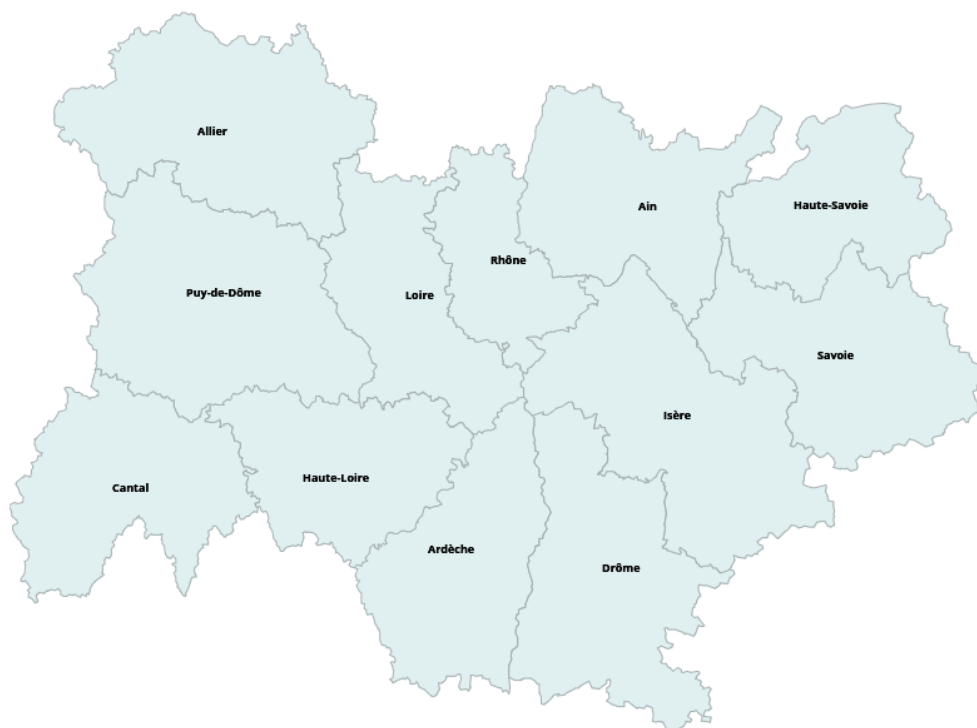 Allier
Ain
Haute-Savoie
Rhône
Puy-de-Dôme
Loire
Savoie
Isère
Haute-Loire
Cantal
Ardèche
Drôme